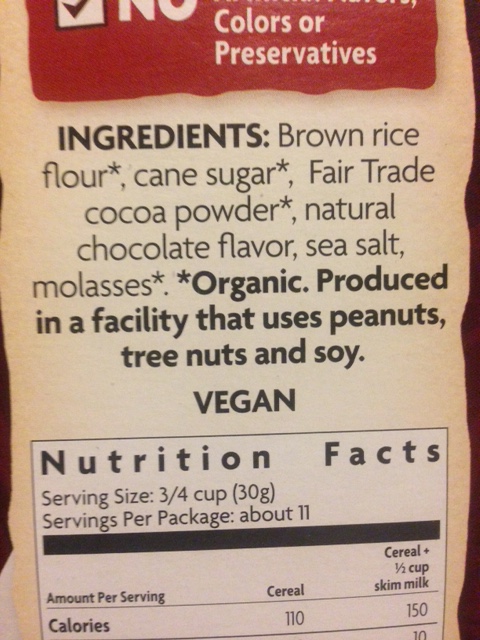 NO Artificial Flavors,
Colors or
Preservatives
INGREDIENTS: Brown rice
flour*, cane sugar*, Fair Trade
cocoa powder*, natural
chocolate flavor, sea salt,
molasses*. *Organic. Produced
in a facility that uses peanuts,
tree nuts and soy.
VEGAN
Nutrition Facts
Serving Size: 3/4 cup (30g)
Servings Per Package: about 11
Cereal +
½ cup
Amount Per Serving Cereal skim milk
Calories 110 150
10